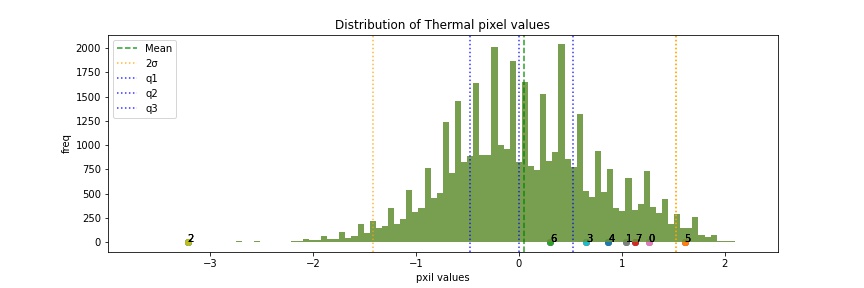 Distribution of Thermal pixel values
Mean
2σ
q1
q2
q3
freq
2000
1750
1500
1250
1000
750
500
250
0
2 6 3 4 1 7 0 5
−3 −2 −1 0 1 2
pxil values